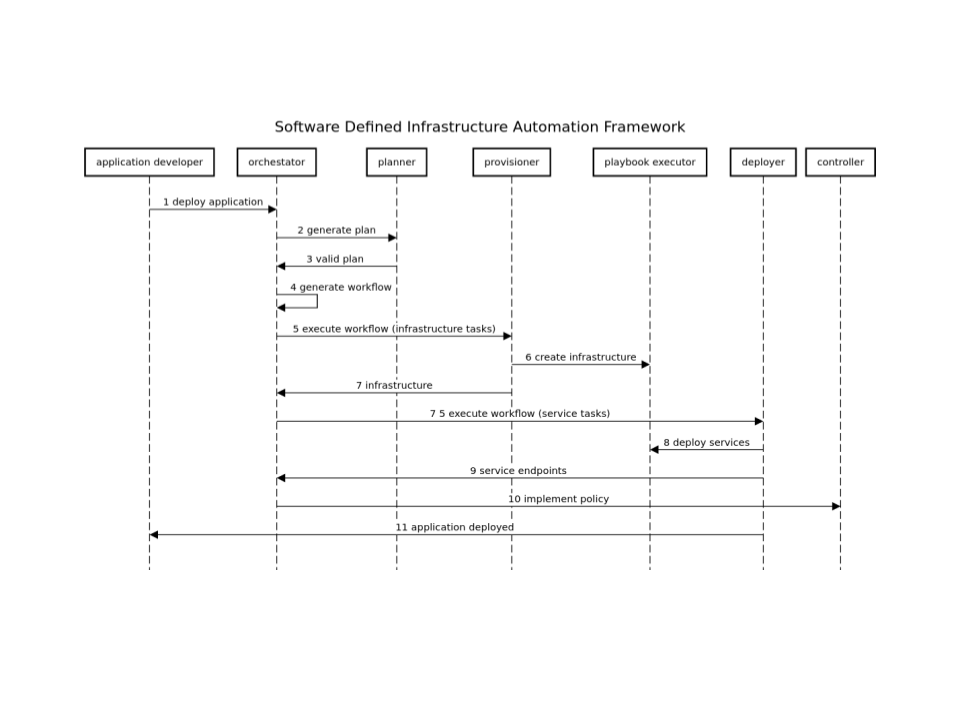 Software Defined Infrastructure Automation Framework
application developer
orchestator
planner
provisioner
playbook executor
deployer
controller
1 deploy application
2 generate plan
3 valid plan
4 generate workflow
5 execute workflow (infrastructure tasks)
6 create infrastructure
7 infrastructure
7 5 execute workflow (service tasks)
8 deploy services
9 service endpoints
10 implement policy
11 application deployed